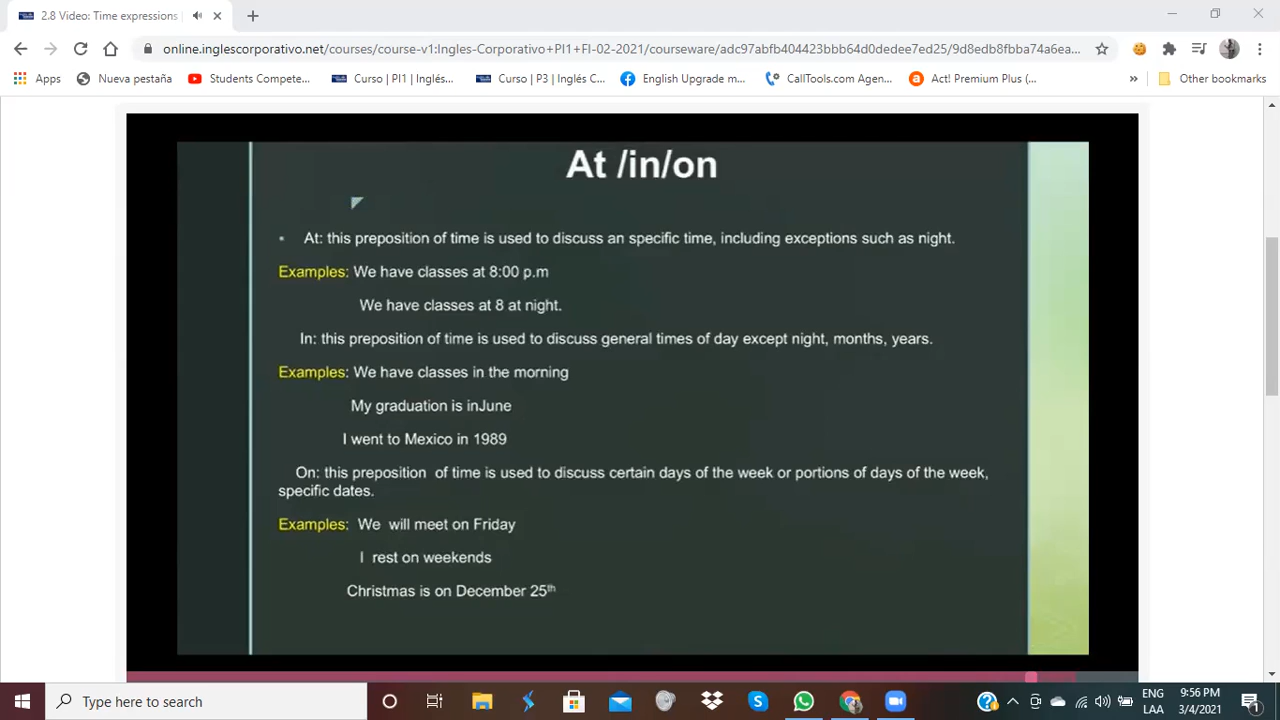 2.8 Video: Time expressions
online.inglescorporativo.net/courses/course-v1:Ingles-Corporativo+PI1+FI-02-2021/courseware/adc97abfb404423bbb64d0dedee7ed25/9d8edb8fbba74a6ea...
Apps
Nueva pestaña
Students Compete...
Curso | PI1 | Inglés...
Curso | P3 | Inglés C...
English Upgrade m...
CallTools.com Agen...
Act! Premium Plus (...
»
Other bookmarks
At /in/on
At: this preposition of time is used to discuss an specific time, including exceptions such as night.
Examples: We have classes at 8:00 p.m
We have classes at 8 at night.
In: this preposition of time is used to discuss general times of day except night, months, years.
Examples: We have classes in the morning
My graduation is inJune
I went to Mexico in 1989
On: this preposition of time is used to discuss certain days of the week or portions of days of the week,
specific dates.
Examples: We will meet on Friday
I rest on weekends
Christmas is on December 25th
Type here to search
ENG
LAA
9:56 PM
3/4/2021